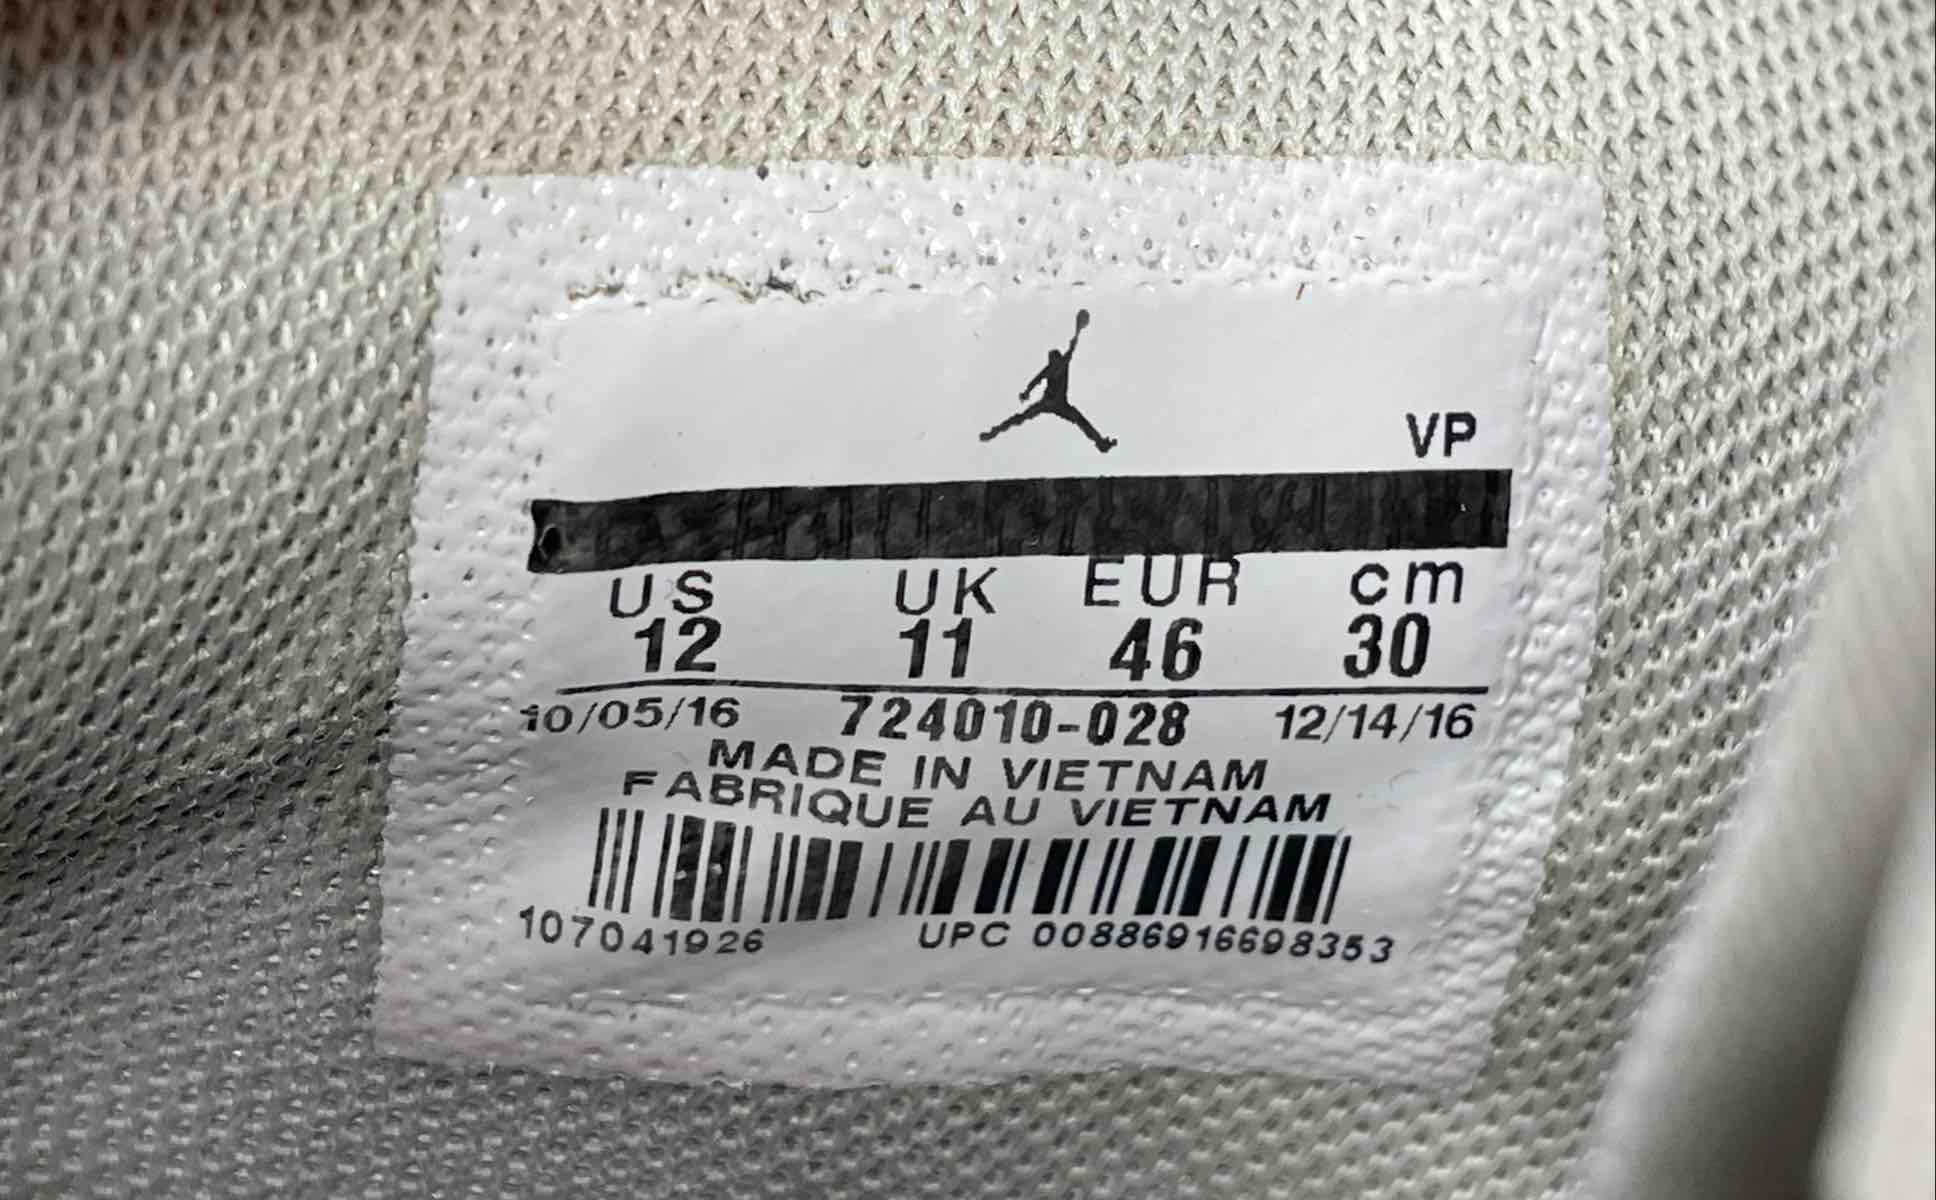 VP
US UK EUR cm
12 11 46 30
10/05/16 724010-028 12/14/16
MADE IN VIETNAM
FABRIQUE AU VIETNAM
107041926 UPC 00886916698353